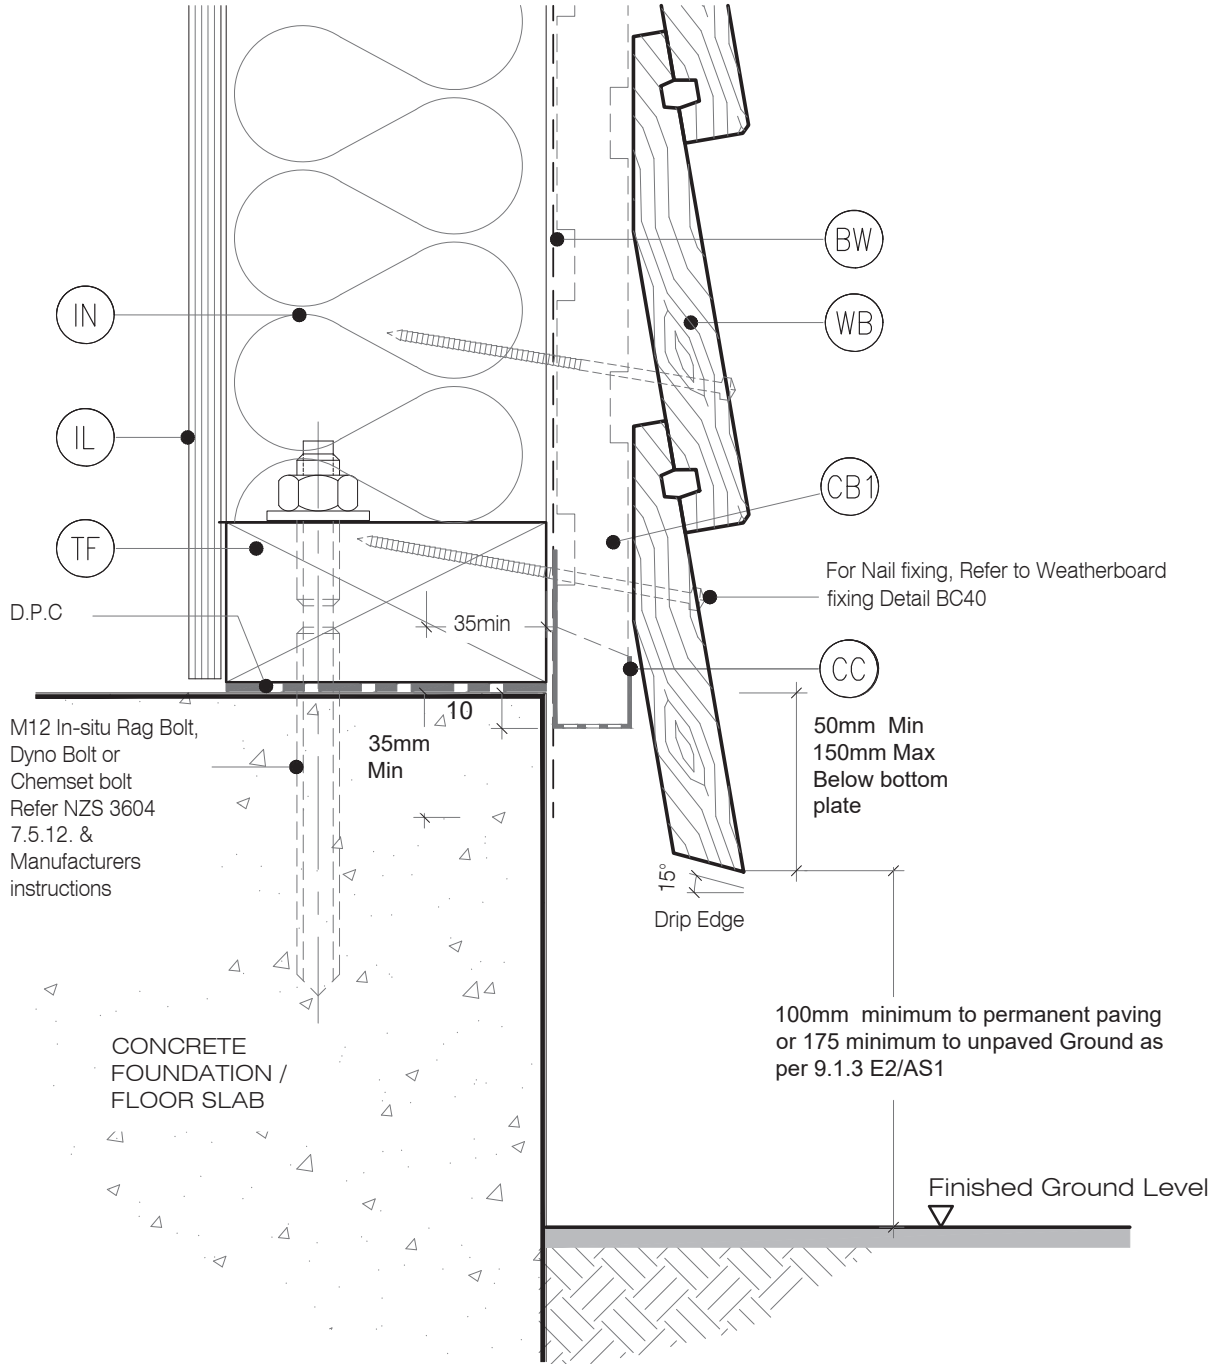 BW
IN
WB
IL
CB1
TF
For Nail fixing, Refer to Weatherboard
fixing Detail BC40
D.P.C
35min
CC
10
M12 In-situ Rag Bolt,
Dyno Bolt or
Chemset bolt
Refer NZS 3604
7.5.12. &
Manufacturers
instructions
35mm
Min
50mm Min
150mm Max
Below bottom
plate
15°
Drip Edge
100mm minimum to permanent paving
or 175 minimum to unpaved Ground as
per 9.1.3 E2/AS1
CONCRETE
FOUNDATION /
FLOOR SLAB
Finished Ground Level